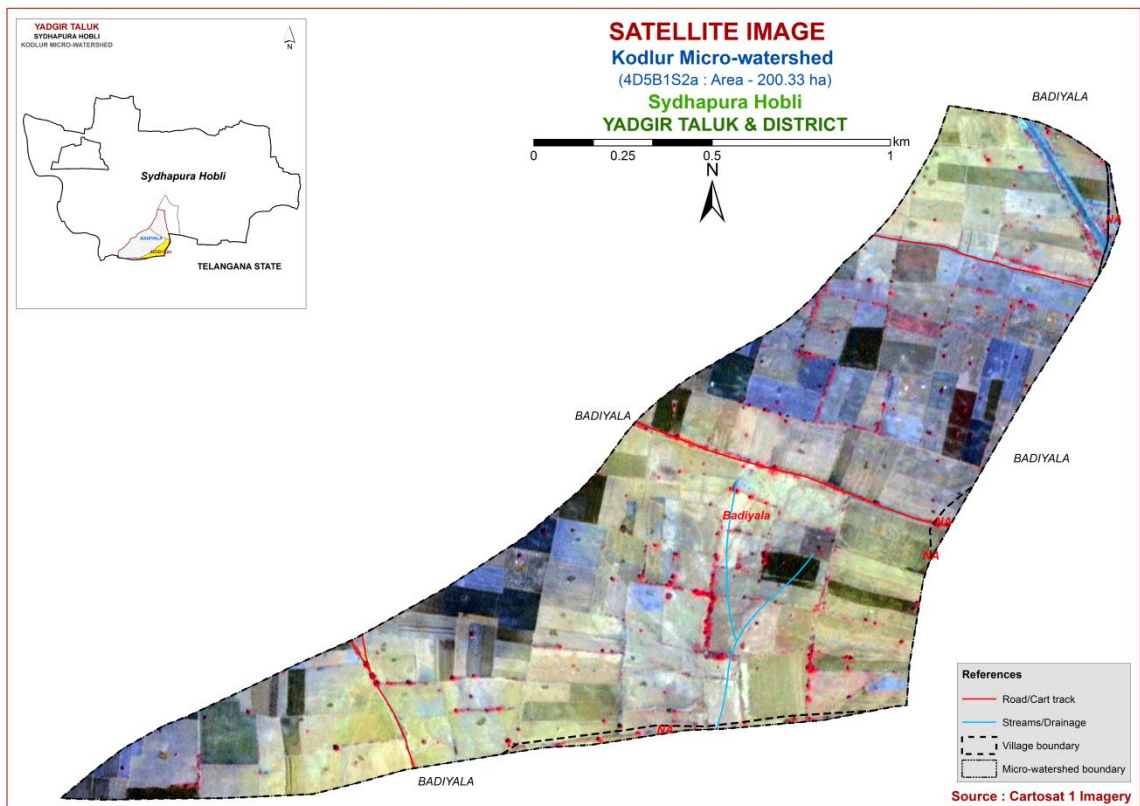 YADGIR TALUK
SYDHAPURA HOBLI
KODLUR MICRO-WATERSHED
N
Sydhapura Hobli
BADIYALA
TELANGANA STATE
SATELLITE IMAGE
Kodlur Micro-watershed
(4D5B1S2a : Area - 200.33 ha)
Sydhapura Hobli
YADGIR TALUK & DISTRICT
km
0
0.25
0.5
1
N
BADIYALA
NA
BADIYALA
BADIYALA
Badiyala
NA
NA
NA
BADIYALA
References
Road/Cart track
Streams/Drainage
Village boundary
Micro-watershed boundary
Source : Cartosat 1 Imagery